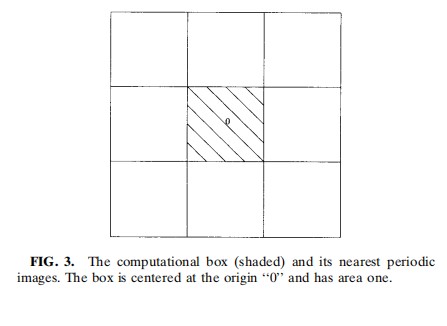 0
FIG. 3. The computational box (shaded) and its nearest periodic
images. The box is centered at the origin “0” and has area one.